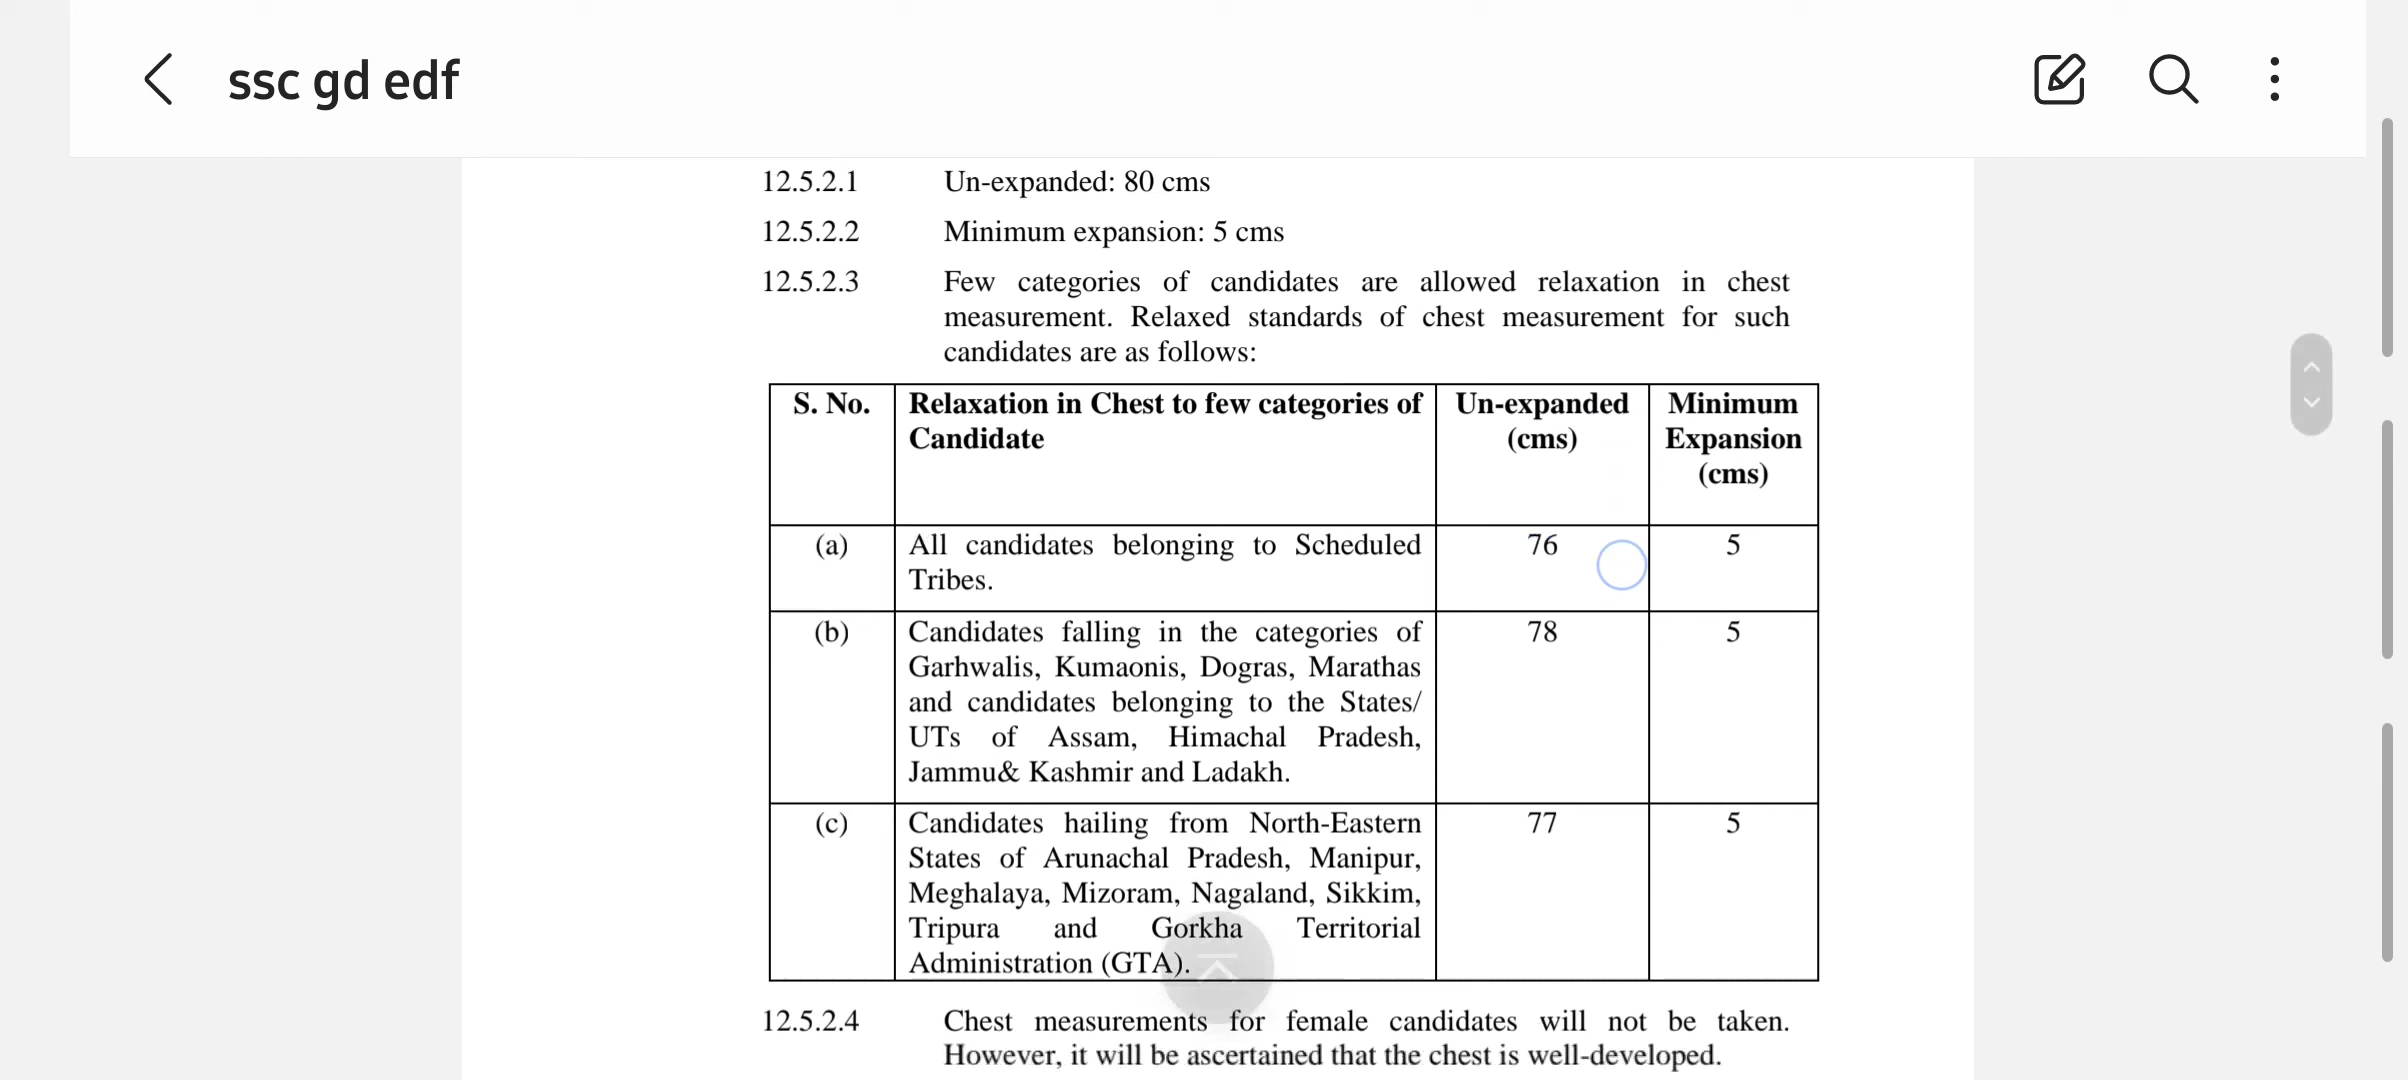 ssc gd edf
12.5.2.1 Un-expanded: 80 cms
12.5.2.2 Minimum expansion: 5 cms
12.5.2.3 Few categories of candidates are allowed relaxation in chest
measurement. Relaxed standards of chest measurement for such
candidates are as follows:
S. No. Relaxation in Chest to few categories of Candidate Un-expanded (cms) Minimum Expansion (cms)
(a) All candidates belonging to Scheduled 76 5
Tribes.
(b) Candidates falling in the categories of 78 5
Garhwalis, Kumaonis, Dogras, Marathas
and candidates belonging to the States/
UTs of Assam, Himachal Pradesh,
Jammu& Kashmir and Ladakh.
(c) Candidates hailing from North-Eastern 77 5
States of Arunachal Pradesh, Manipur,
Meghalaya, Mizoram, Nagaland, Sikkim,
Tripura and Gorkha Territorial
Administration (GTA).
12.5.2.4 Chest measurements for female candidates will not be taken.
However, it will be ascertained that the chest is well-developed.